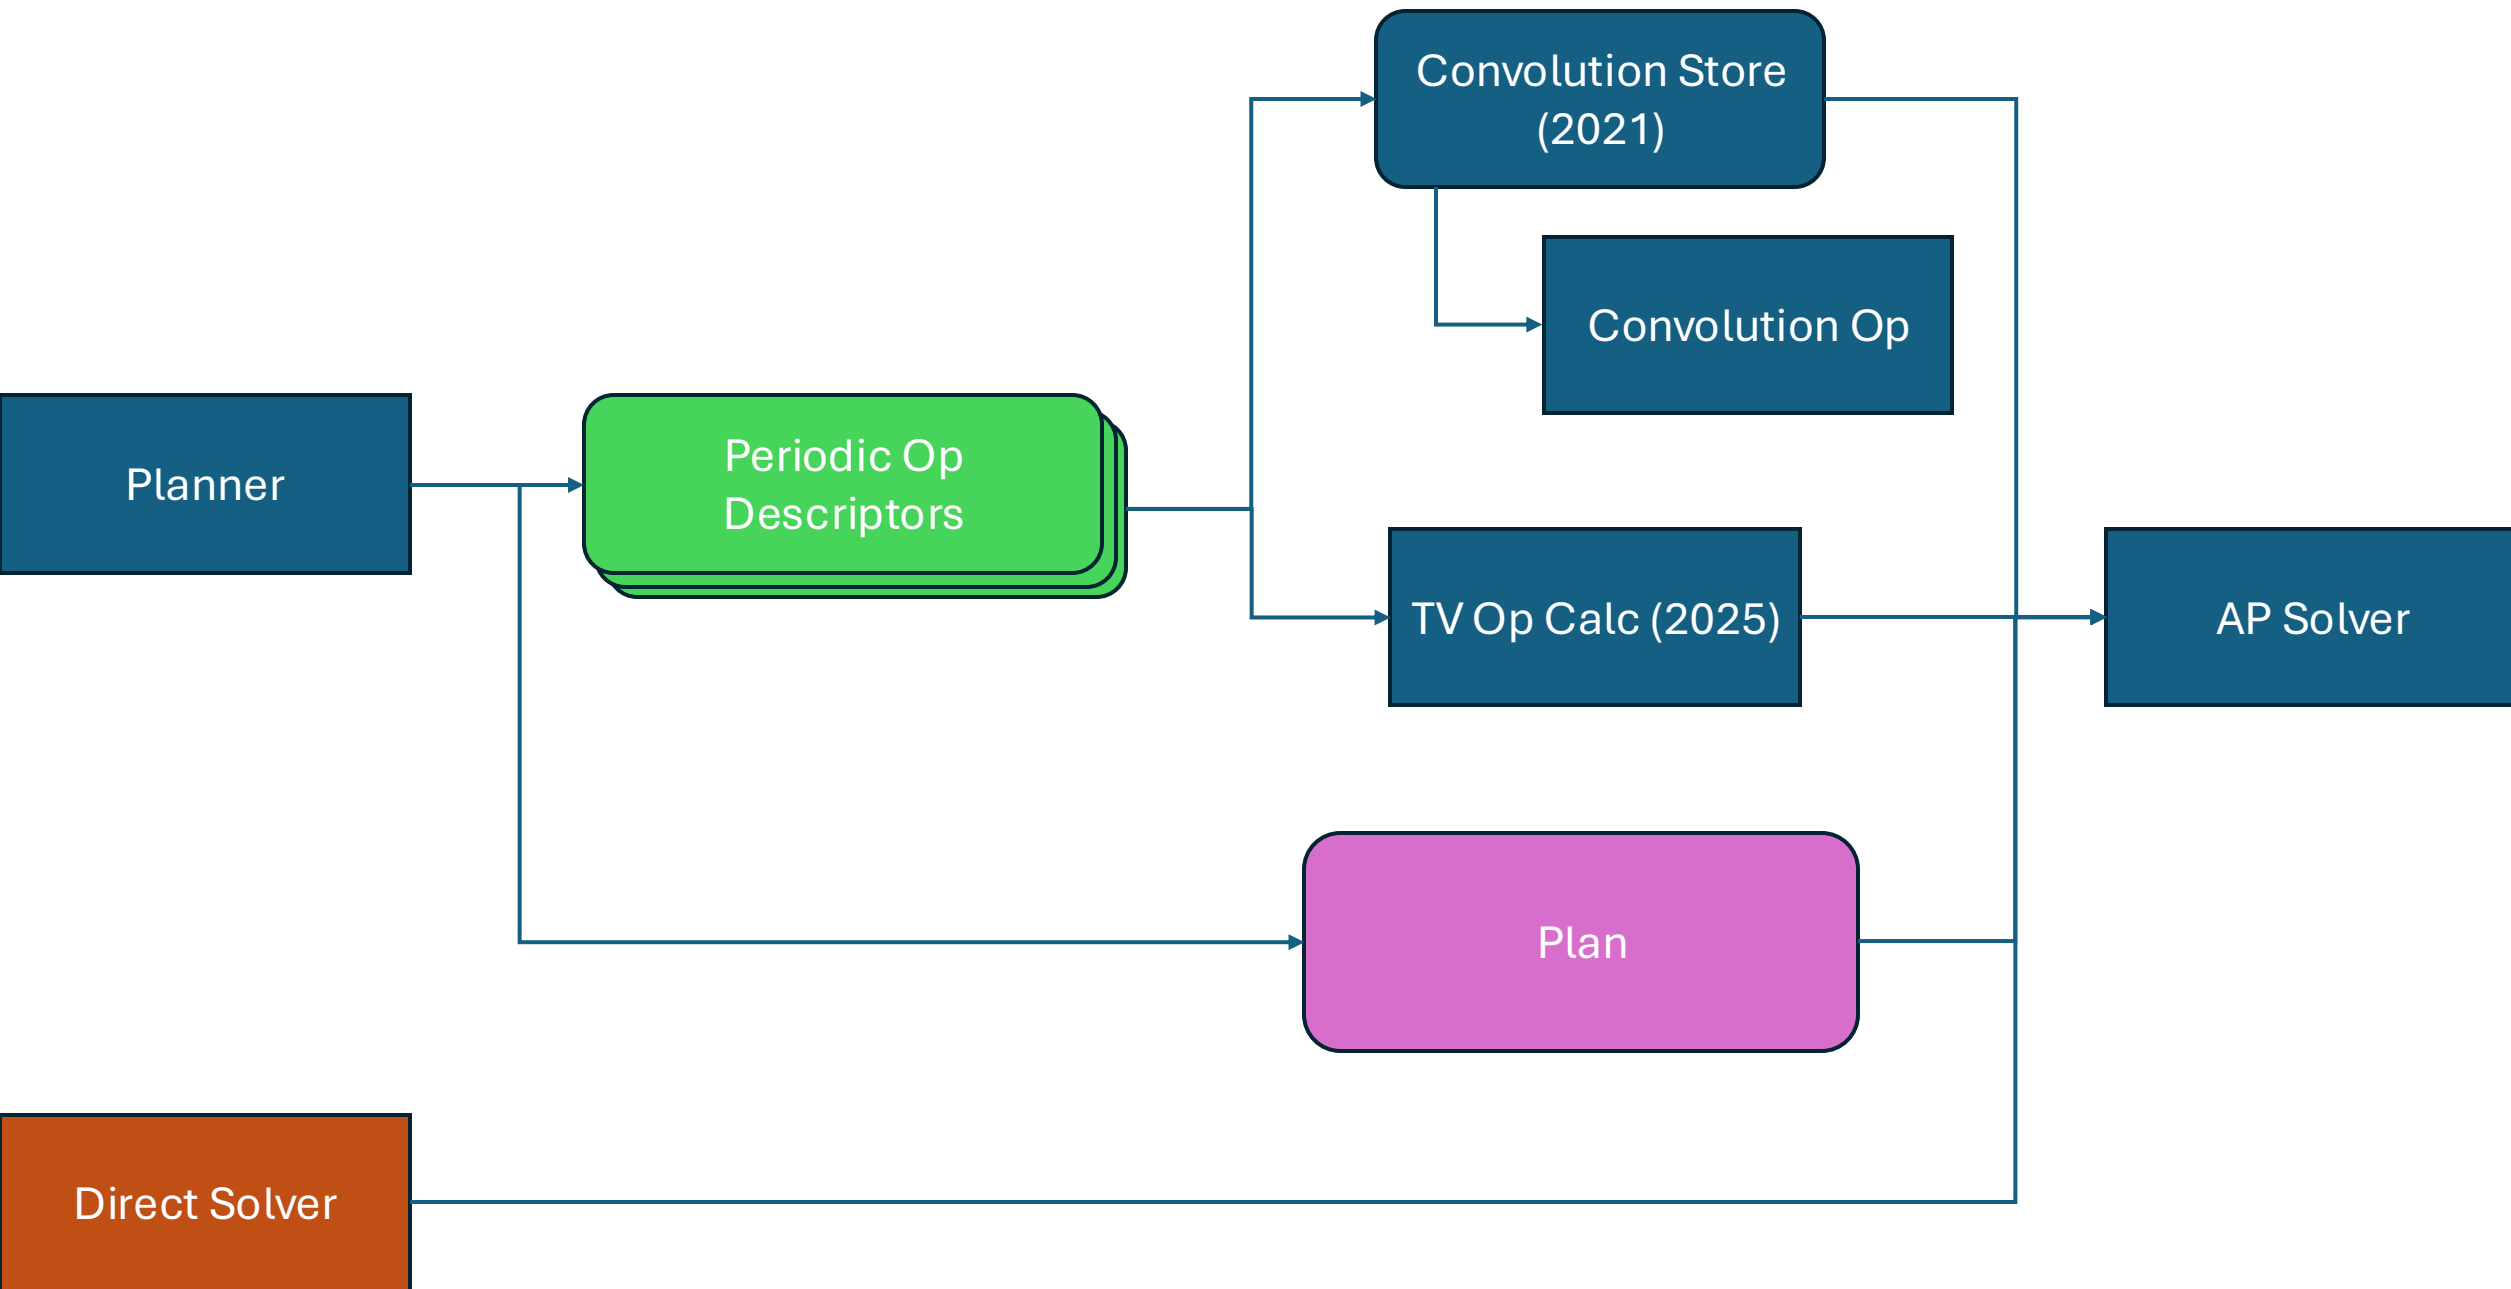 Convolution Store
(2021)
Convolution Op
Planner
Periodic Op
Descriptors
TV Op Calc (2025)
AP Solver
Plan
Direct Solver